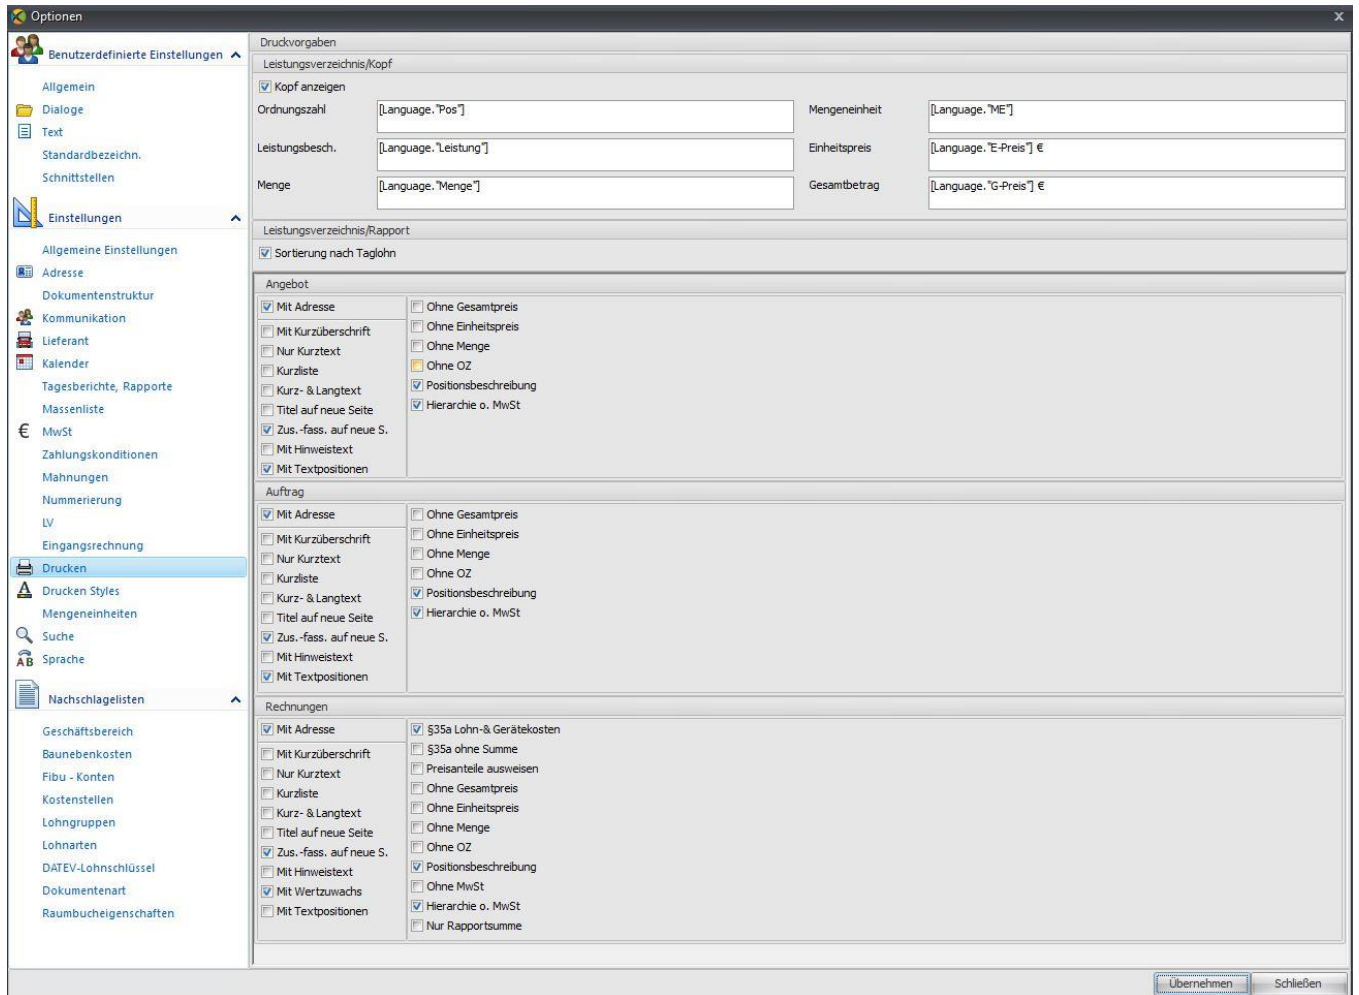 Optionen
x
Benutzerdefinierte Einstellungen
Allgemein
Dialoge
Text
Standardbezeichn.
Schnittstellen
Einstellungen
Allgemeine Einstellungen
Adresse
Dokumentenstruktur
Kommunikation
Lieferant
Kalender
Tagesberichte, Rapporte
Massenliste
€ MwSt
Zahlungskonditionen
Mahnungen
Nummerierung
LV
Eingangsrechnung
Drucken
A Drucken Styles
Mengeneinheiten
Suche
AB Sprache
Nachschlagelisten
Geschäftsbereich
Baunebenkosten
Fibu - Konten
Kostenstellen
Lohngruppen
Lohnarten
DATEV-Lohnschlüssel
Dokumentenart
Raumbucheigenschaften
Druckvorgaben
Leistungsverzeichnis/Kopf
Kopf anzeigen
Ordnungszahl [Language."Pos"]
Leistungsbesch. [Language."Leistung"]
Menge [Language."Menge"]
Mengeneinheit [Language."ME"]
Einheitspreis [Language."E-Preis"] €
Gesamtbetrag [Language."G-Preis"] €
Leistungsverzeichnis/Rapport
Sortierung nach Taglohn
Angebot
Mit Adresse
Mit Kurzüberschrift
Nur Kurztext
Kurzliste
Kurz- & Langtext
Titel auf neue Seite
Zus.-fass. auf neue S.
Mit Hinweistext
Mit Textpositionen
Ohne Gesamtpreis
Ohne Einheitspreis
Ohne Menge
Ohne OZ
Positionsbeschreibung
Hierarchie o. MwSt
Auftrag
Mit Adresse
Mit Kurzüberschrift
Nur Kurztext
Kurzliste
Kurz- & Langtext
Titel auf neue Seite
Zus.-fass. auf neue S.
Mit Hinweistext
Mit Textpositionen
Ohne Gesamtpreis
Ohne Einheitspreis
Ohne Menge
Ohne OZ
Positionsbeschreibung
Hierarchie o. MwSt
Rechnungen
Mit Adresse
Mit Kurzüberschrift
Nur Kurztext
Kurzliste
Kurz- & Langtext
Titel auf neue Seite
Zus.-fass. auf neue S.
Mit Hinweistext
Mit Wertzuwachs
Mit Textpositionen
§35a Lohn-& Gerätekosten
§35a ohne Summe
Preisanteile ausweisen
Ohne Gesamtpreis
Ohne Einheitspreis
Ohne Menge
Ohne OZ
Positionsbeschreibung
Ohne MwSt
Hierarchie o. MwSt
Nur Rapportsumme
Übernehmen
Schließen